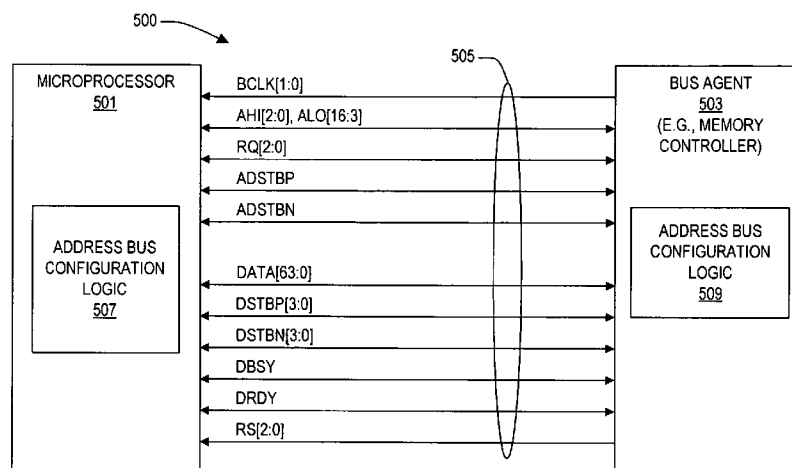 500
505
MICROPROCESSOR
501
ADDRESS BUS
CONFIGURATION
LOGIC
507
BCLK[1:0]
AHI[2:0], ALO[16:3]
RQ[2:0]
ADSTBP
ADSTBN
DATA[63:0]
DSTBP[3:0]
DSTBN[3:0]
DBSY
DRDY
RS[2:0]
BUS AGENT
503
(E.G., MEMORY
CONTROLLER)
ADDRESS BUS
CONFIGURATION
LOGIC
509